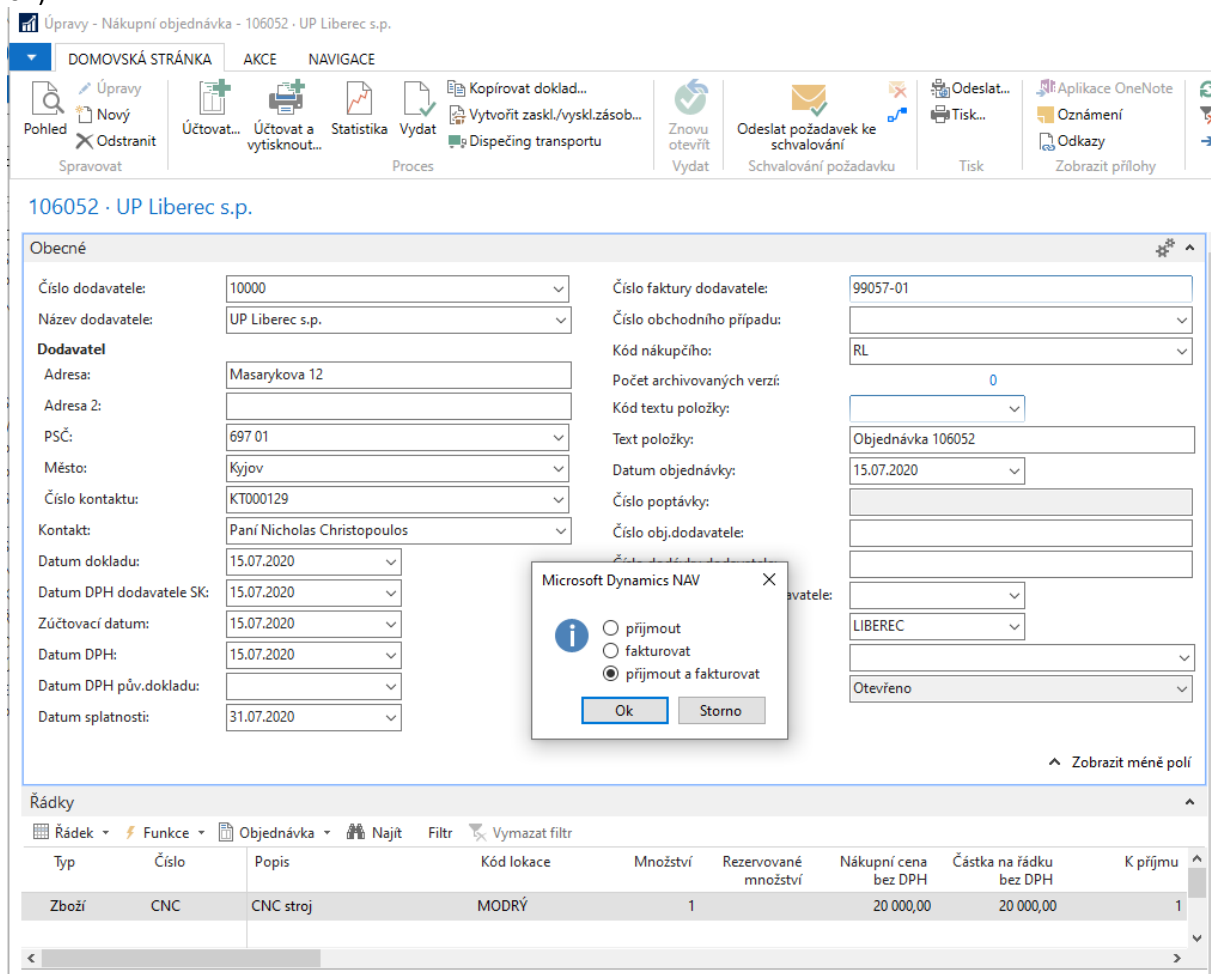 Úpravy - Nákupní objednávka - 106052 · UP Liberec s.p.
DOMOVSKÁ STRÁNKA AKCE NAVIGACE
Pohled
Úpravy
Nový
Odstranit
Spravovat
Účtovat...
Účtovat a vytisknout...
Statistika
Vydat
Kopírovat doklad...
Vytvořit zaskl./vyskl.zásob...
Dispečing transportu
Proces
Znovu otevřít
Vydat
Odeslat požadavek ke schvalování
Schvalování požadavku
Odeslat...
Tisk...
Tisk
Aplikace OneNote
Oznámení
Odkazy
Zobrazit přílohy
106052 · UP Liberec s.p.
Obecné
Číslo dodavatele: 10000
Název dodavatele: UP Liberec s.p.
Dodavatel
Adresa: Masarykova 12
Adresa 2:
PSČ: 697 01
Město: Kyjov
Číslo kontaktu: KT000129
Kontakt: Paní Nicholas Christopoulos
Datum dokladu: 15.07.2020
Datum DPH dodavatele SK: 15.07.2020
Zúčtovací datum: 15.07.2020
Datum DPH: 15.07.2020
Datum DPH pův.dokladu:
Datum splatnosti: 31.07.2020
Číslo faktury dodavatele: 99057-01
Číslo obchodního případu:
Kód nákupčího: RL
Počet archivovaných verzí: 0
Kód textu položky:
Text položky: Objednávka 106052
Datum objednávky: 15.07.2020
Číslo poptávky:
Číslo obj.dodavatele:
avatele:
LIBEREC
Otevřeno
Microsoft Dynamics NAV
přijmout
fakturovat
přijmout a fakturovat
Ok Storno
Zobrazit méně polí
Řádky
Řádek Funkce Objednávka Najít Filtr Vymazat filtr
Typ Číslo Popis Kód lokace Množství Rezervované množství Nákupní cena bez DPH Částka na řádku bez DPH K příjmu
Zboží CNC CNC stroj MODRÝ 1 20 000,00 20 000,00 1